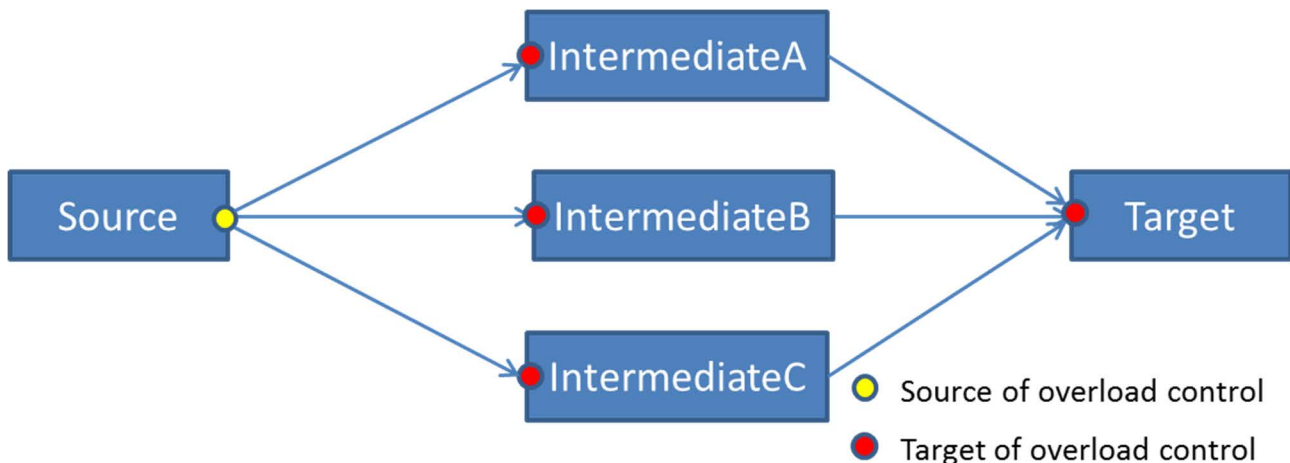 IntermediateA
Source
IntermediateB
Target
IntermediateC
Source of overload control
Target of overload control